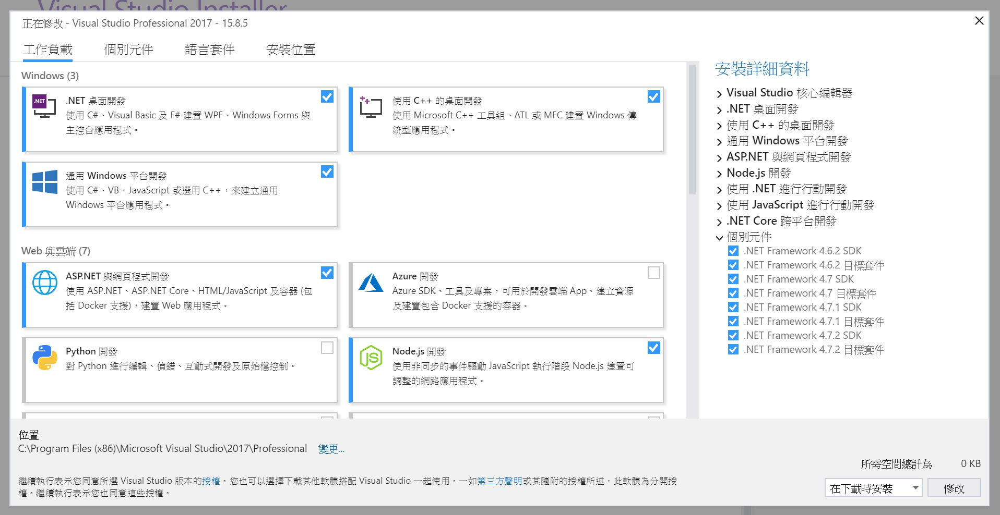 Visual Studio Installer
正在修改 - Visual Studio Professional 2017 - 15.8.5
工作負載 個別元件 語言套件 安裝位置
Windows (3)
.NET
.NET 桌面開發
使用 C#、Visual Basic 及 F# 建置 WPF、Windows Forms 與
主控台應用程式。
使用 C++ 的桌面開發
使用 Microsoft C++ 工具組、ATL 或 MFC 建置 Windows 傳
統型應用程式。
通用 Windows 平台開發
使用 C#、VB、JavaScript 或選用 C++，來建立通用
Windows 平台應用程式。
Web 與雲端 (7)
ASP.NET 與網頁程式開發
使用 ASP.NET、ASP.NET Core、HTML/JavaScript 及容器 (包
括 Docker 支援)，建置 Web 應用程式。
Azure 開發
Azure SDK、工具及專案，可用於開發雲端 App、建立資源
及建置包含 Docker 支援的容器。
Python 開發
對 Python 進行編輯、偵錯、互動式開發及原始檔控制。
JS
Node.js 開發
使用非同步的事件驅動 JavaScript 執行階段 Node.js 建置可
調整的網路應用程式。
安裝詳細資料
Visual Studio 核心編輯器
.NET 桌面開發
使用 C++ 的桌面開發
通用 Windows 平台開發
ASP.NET 與網頁程式開發
Node.js 開發
使用 .NET 進行行動開發
使用 JavaScript 進行行動開發
.NET Core 跨平台開發
個別元件
.NET Framework 4.6.2 SDK
.NET Framework 4.6.2 目標套件
.NET Framework 4.7 SDK
.NET Framework 4.7 目標套件
.NET Framework 4.7.1 SDK
.NET Framework 4.7.1 目標套件
.NET Framework 4.7.2 SDK
.NET Framework 4.7.2 目標套件
位置
C:\Program Files (x86)\Microsoft Visual Studio\2017\Professional 變更...
所需空間總計為 0 KB
繼續執行表示您同意所選 Visual Studio 版本的授權。您也可以選擇下載其他軟體搭配 Visual Studio 一起使用。一如第三方聲明或其隨附的授權所述，此軟體為分開授
權。繼續執行表示您也同意這些授權。
在下載時安裝 修改